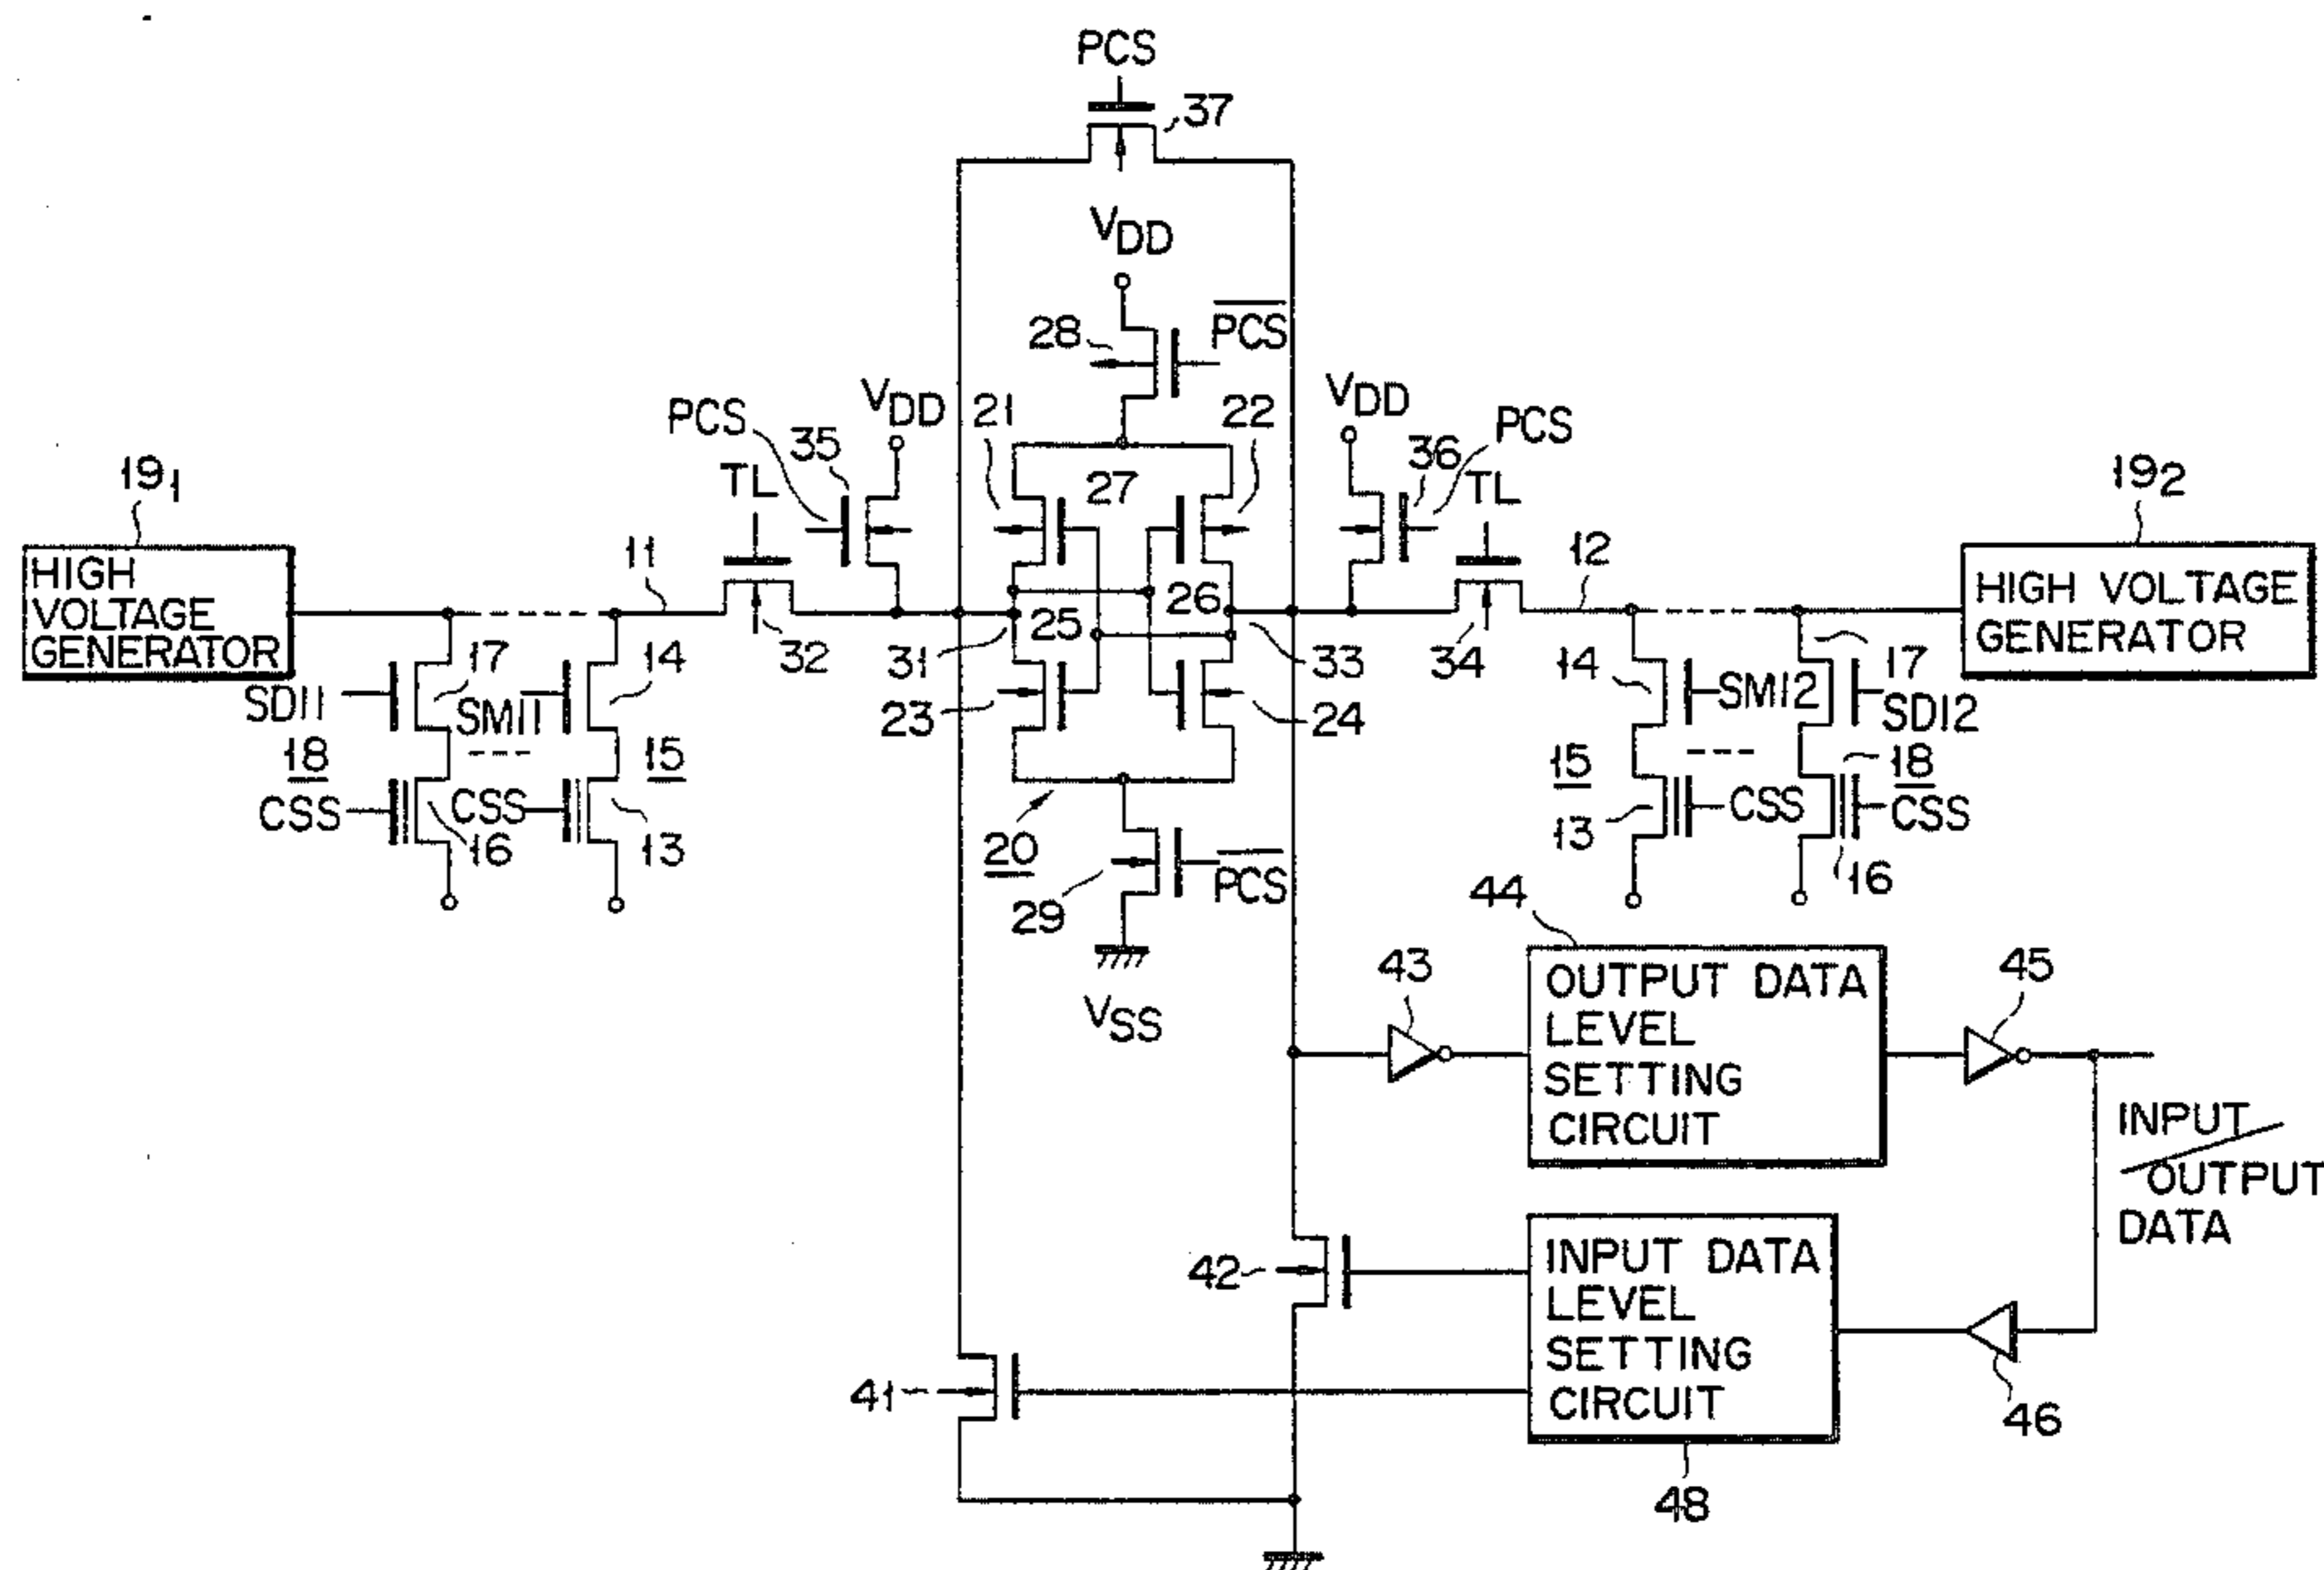 PCS
37
VDD
28
PCS
VDD
PCS
35
21
22
VDD
36
PCS
TL
27
TL
19₁
19₂
HIGH
VOLTAGE
GENERATOR
11
12
HIGH VOLTAGE
GENERATOR
25
26
31
32
33
34
17
14
SD11
SM11
23
24
14
SM12
17
SD12
18
15
CSS
CSS
16
13
20
29
PCS
VSS
15
13
CSS
18
CSS
16
44
43
45
OUTPUT DATA
LEVEL
SETTING
CIRCUIT
INPUT
/OUTPUT
DATA
42
INPUT DATA
LEVEL
SETTING
CIRCUIT
41
46
48